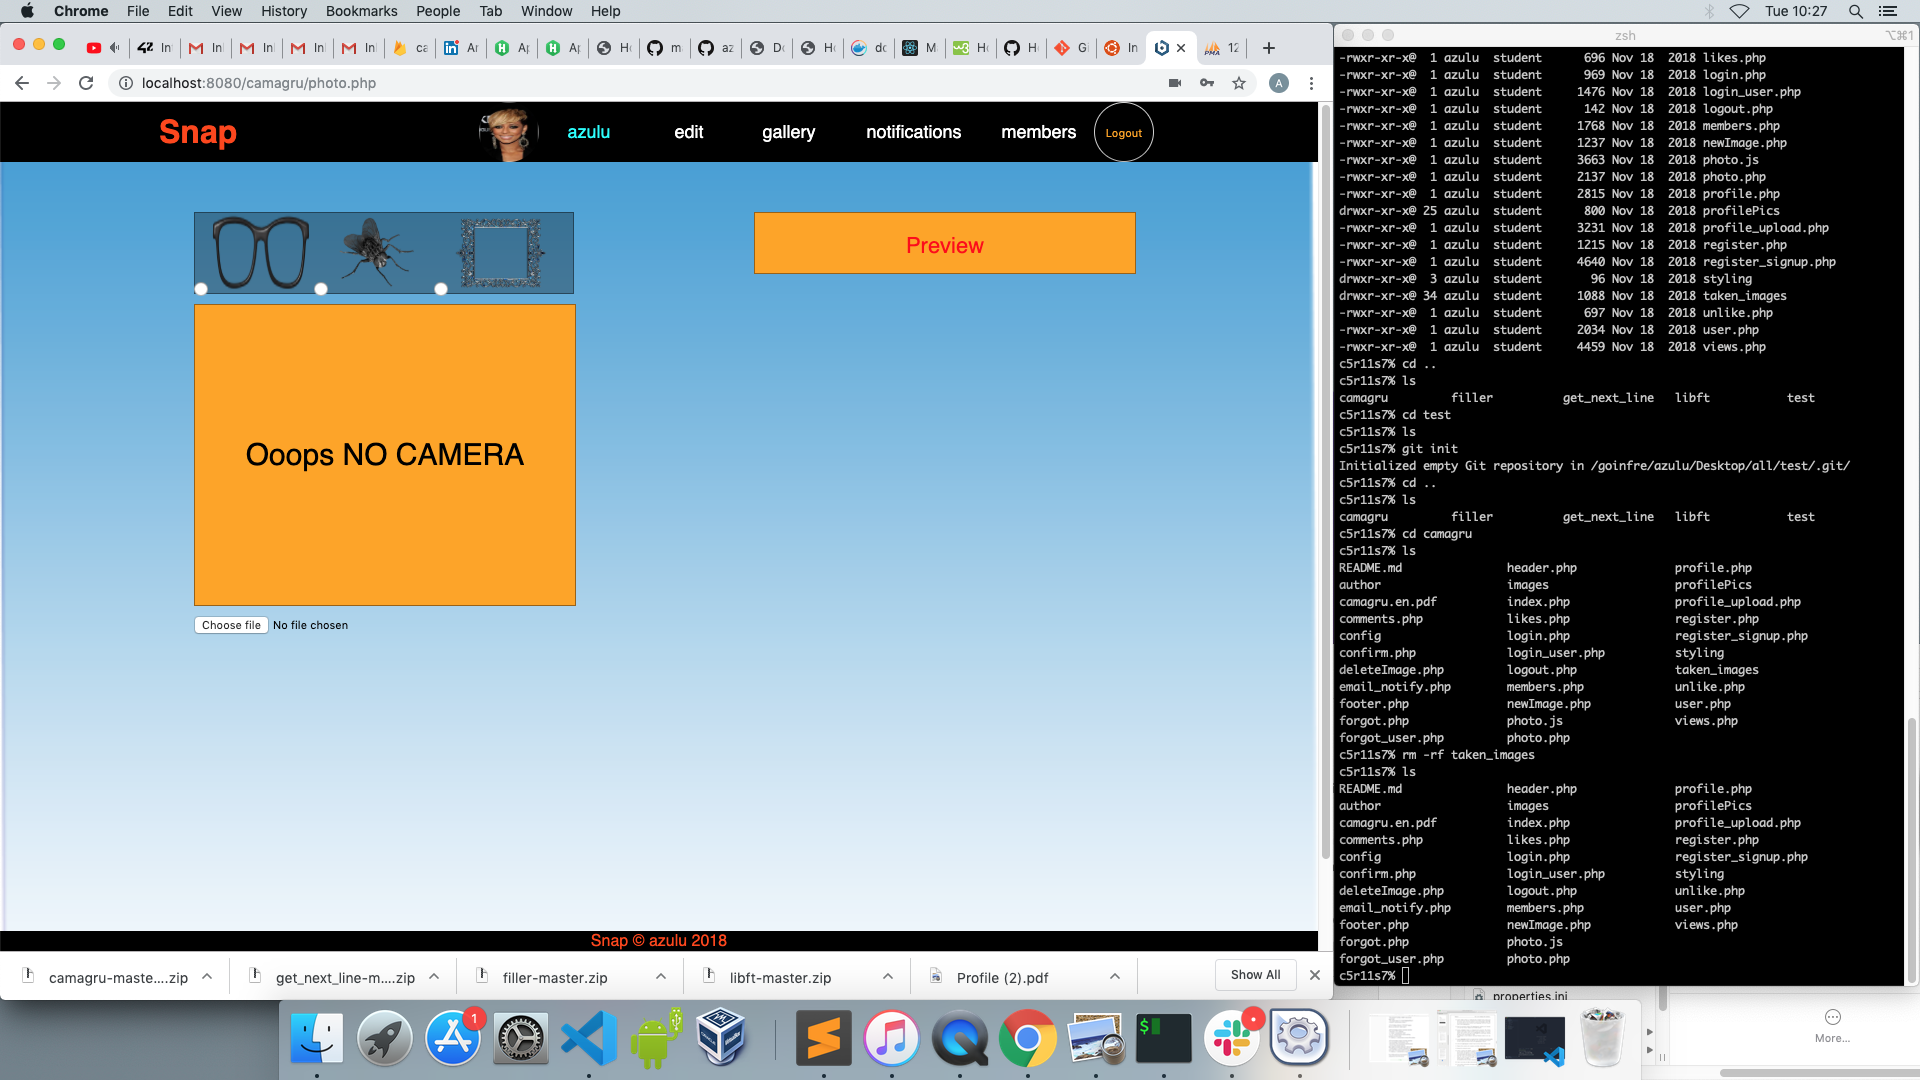 Chrome File Edit View History Bookmarks People Tab Window Help Tue 10:27
localhost:8080/camagru/photo.php
A
Snap azulu edit gallery notifications members Logout
Preview
Ooops NO CAMERA
Choose file No file chosen
Snap © azulu 2018
camagru-maste....zip get_next_line-m....zip filler-master.zip libft-master.zip Profile (2).pdf Show All
zsh
⌥⌘1
-rwxr-xr-x@ 1 azulu student 696 Nov 18 2018 likes.php
-rwxr-xr-x@ 1 azulu student 969 Nov 18 2018 login.php
-rwxr-xr-x@ 1 azulu student 1476 Nov 18 2018 login_user.php
-rwxr-xr-x@ 1 azulu student 142 Nov 18 2018 logout.php
-rwxr-xr-x@ 1 azulu student 1768 Nov 18 2018 members.php
-rwxr-xr-x@ 1 azulu student 1237 Nov 18 2018 newImage.php
-rwxr-xr-x@ 1 azulu student 3663 Nov 18 2018 photo.js
-rwxr-xr-x@ 1 azulu student 2137 Nov 18 2018 photo.php
-rwxr-xr-x@ 1 azulu student 2815 Nov 18 2018 profile.php
drwxr-xr-x@ 25 azulu student 800 Nov 18 2018 profilePics
-rwxr-xr-x@ 1 azulu student 3231 Nov 18 2018 profile_upload.php
-rwxr-xr-x@ 1 azulu student 1215 Nov 18 2018 register.php
-rwxr-xr-x@ 1 azulu student 4640 Nov 18 2018 register_signup.php
drwxr-xr-x@ 3 azulu student 96 Nov 18 2018 styling
drwxr-xr-x@ 34 azulu student 1088 Nov 18 2018 taken_images
-rwxr-xr-x@ 1 azulu student 697 Nov 18 2018 unlike.php
-rwxr-xr-x@ 1 azulu student 2034 Nov 18 2018 user.php
-rwxr-xr-x@ 1 azulu student 4459 Nov 18 2018 views.php
c5r11s7% cd ..
c5r11s7% ls
camagru filler get_next_line libft test
c5r11s7% cd test
c5r11s7% ls
c5r11s7% git init
Initialized empty Git repository in /goinfre/azulu/Desktop/all/test/.git/
c5r11s7% cd ..
c5r11s7% ls
camagru filler get_next_line libft test
c5r11s7% cd camagru
c5r11s7% ls
README.md header.php profile.php
author images profilePics
camagru.en.pdf index.php profile_upload.php
comments.php likes.php register.php
config login.php register_signup.php
confirm.php login_user.php styling
deleteImage.php logout.php taken_images
email_notify.php members.php unlike.php
footer.php newImage.php user.php
forgot.php photo.js views.php
forgot_user.php photo.php
c5r11s7% rm -rf taken_images
c5r11s7% ls
README.md header.php profile.php
author images profilePics
camagru.en.pdf index.php profile_upload.php
comments.php likes.php register.php
config login.php register_signup.php
confirm.php login_user.php styling
deleteImage.php logout.php unlike.php
email_notify.php members.php user.php
footer.php newImage.php views.php
forgot.php photo.js
forgot_user.php photo.php
c5r11s7%
properties.ini
More...
1